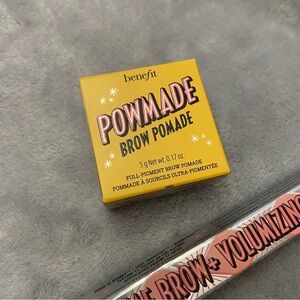 benefit
POWMADE
BROW POMADE
5 g Net wt. 0.17 oz.
FULL-PIGMENT BROW POMADE
POMMADE À SOURCILS ULTRA-PIGMENTÉE
BROW+ VOLUMIZING